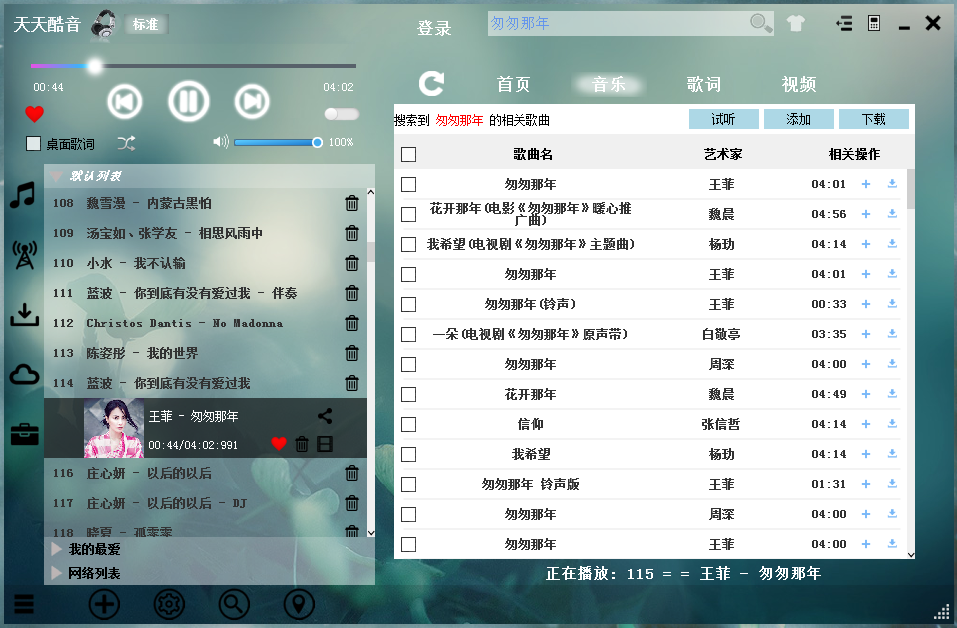 天天酷音
标准
00:44
04:02
桌面歌词
100%
默认列表
108 魏雪漫 - 内蒙古黑怕
109 汤宝如、张学友 - 相思风雨中
110 小水 - 我不认输
111 蓝波 - 你到底有没有爱过我 - 伴奏
112 Christos Dantis - No Madonna
113 陈姿彤 - 我的世界
114 蓝波 - 你到底有没有爱过我
王菲 - 匆匆那年
00:44/04:02:991
116 庄心妍 - 以后的以后
117 庄心妍 - 以后的以后 - DJ
118 晓夏 - 孤零零
我的最爱
网络列表
登录
匆匆那年
首页 音乐 歌词 视频
搜索到 匆匆那年 的相关歌曲
试听 添加 下载
歌曲名 艺术家 相关操作
匆匆那年 王菲 04:01
花开那年(电影《匆匆那年》暖心推
广曲) 魏晨 04:56
我希望(电视剧《匆匆那年》主题曲) 杨玏 04:14
匆匆那年 王菲 04:01
匆匆那年(铃声) 王菲 00:33
一朵(电视剧《匆匆那年》原声带) 白敬亭 03:35
匆匆那年 周深 04:00
花开那年 魏晨 04:49
信仰 张信哲 04:14
我希望 杨玏 04:14
匆匆那年 铃声版 王菲 01:31
匆匆那年 周深 04:00
匆匆那年 王菲 04:00
正在播放: 115 = = 王菲 - 匆匆那年